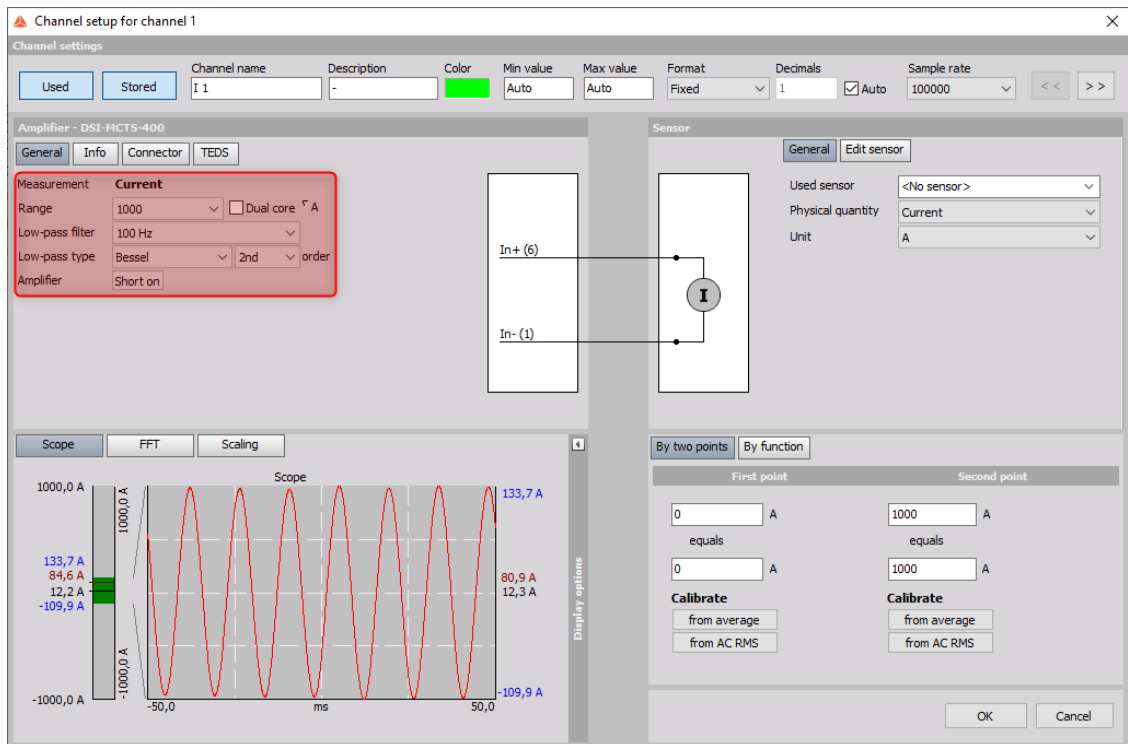 Channel setup for channel 1
Channel settings
Used
Stored
Channel name
I 1
Description
-
Color
Min value
Auto
Max value
Auto
Format
Fixed
Decimals
1
Auto
Sample rate
100000
< <
> >
Amplifier - DSI-MCTS-400
General Info Connector TEDS
Measurement Current
Range 1000 Dual core A
Low-pass filter 100 Hz
Low-pass type Bessel 2nd order
Amplifier Short on
In+ (6)
In- (1)
Sensor
I
General Edit sensor
Used sensor <No sensor>
Physical quantity Current
Unit A
Scope FFT Scaling
Scope
1000,0 A
133,7 A
84,6 A
12,2 A
-109,9 A
-1000,0 A
1000,0 A
-1000,0 A
133,7 A
80,9 A
12,3 A
-109,9 A
-50,0 ms 50,0
Display options
By two points By function
First point Second point
0 A 1000 A
equals equals
0 A 1000 A
Calibrate Calibrate
from average from average
from AC RMS from AC RMS
OK Cancel